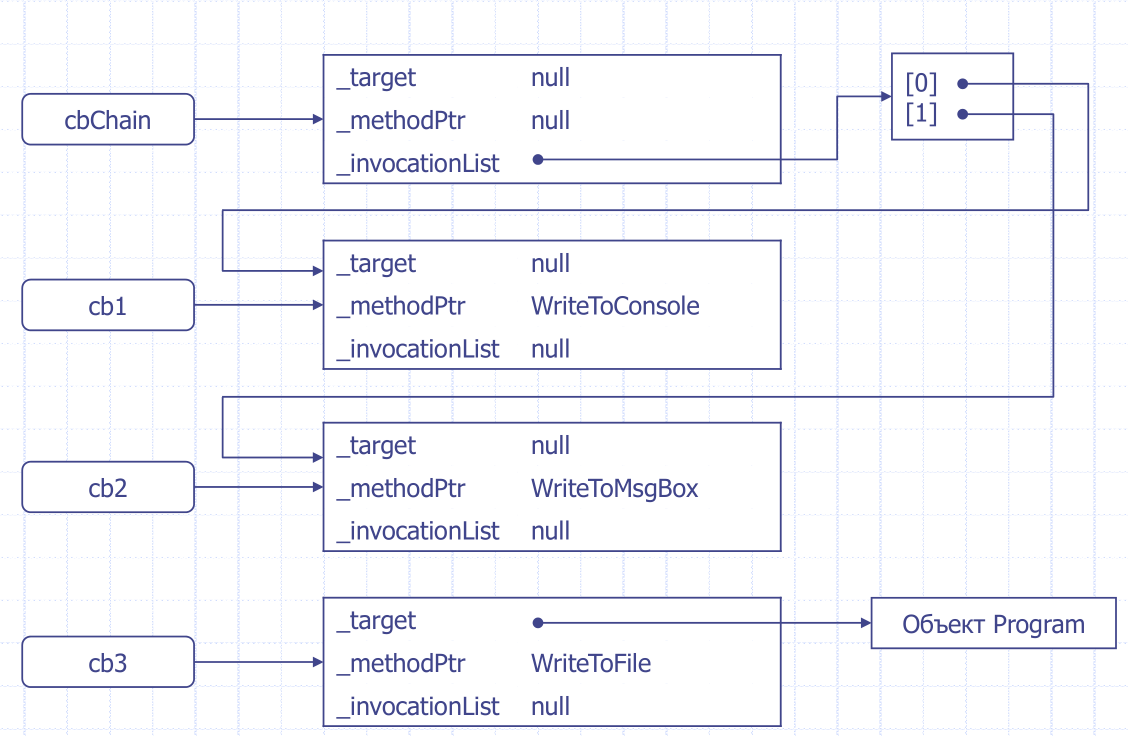 _target null
cbChain
_methodPtr null
_invocationList
[0]
[1]
_target null
cb1
_methodPtr WriteToConsole
_invocationList null
_target null
cb2
_methodPtr WriteToMsgBox
_invocationList null
_target
Объект Program
cb3
_methodPtr WriteToFile
_invocationList null